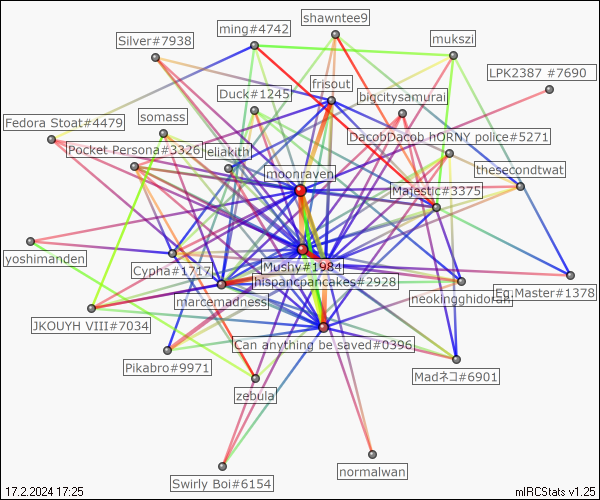 shawntee9
ming#4742
mukszi
Silver#7938
LPK2387 #7690
frisout
Duck#1245
bigcitysamurai
somass
Fedora Stoat#4479
DacobDacob hORNY police#5271
Pocket Persona#3326
eliakith
moonraven
thesecondtwat
Majestic#3375
yoshimanden
Cypha#1717
Mushy#1984
hispancpancakes#2928
Eg.Master#1378
marcemadness
neokingghidorah
JKOUYH VIII#7034
Can anything be saved#0396
Pikabro#9971
Madネコ#6901
zebula
normalwan
Swirly Boi#6154
17.2.2024 17:25
mIRCStats v1.25